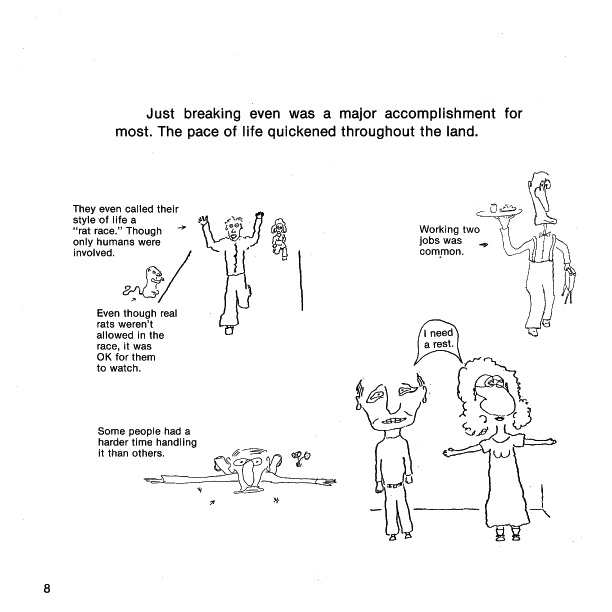 Just breaking even was a major accomplishment for
most. The pace of life quickened throughout the land.
They even called their
style of life a
"rat race." Though
only humans were
involved.
Working two
jobs was
common.
Even though real
rats weren't
allowed in the
race, it was
OK for them
to watch.
I need
a rest.
Some people had a
harder time handling
it than others.
8